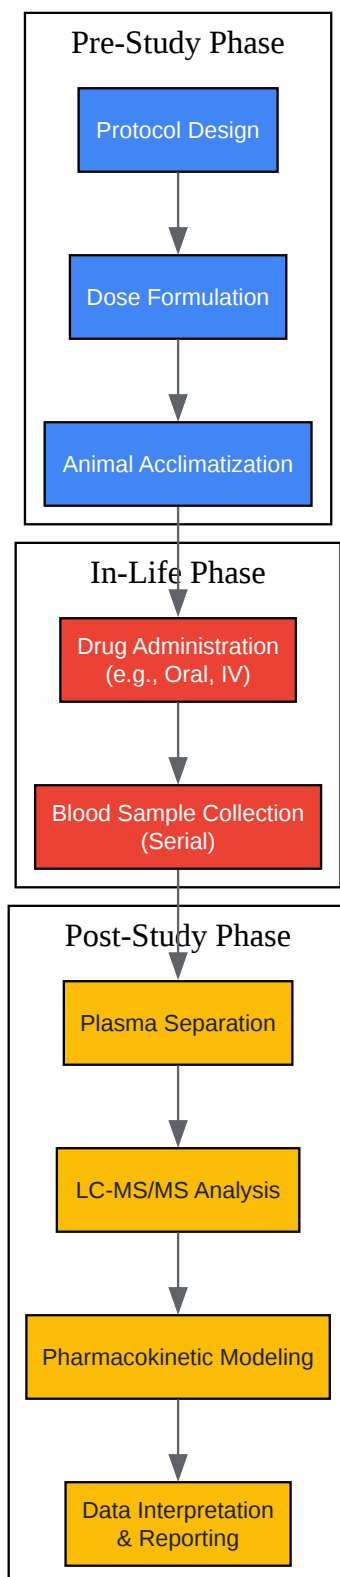 Pre-Study Phase
Protocol Design
Dose Formulation
Animal Acclimatization
In-Life Phase
Drug Administration
(e.g., Oral, IV)
Blood Sample Collection
(Serial)
Post-Study Phase
Plasma Separation
LC-MS/MS Analysis
Pharmacokinetic Modeling
Data Interpretation
& Reporting